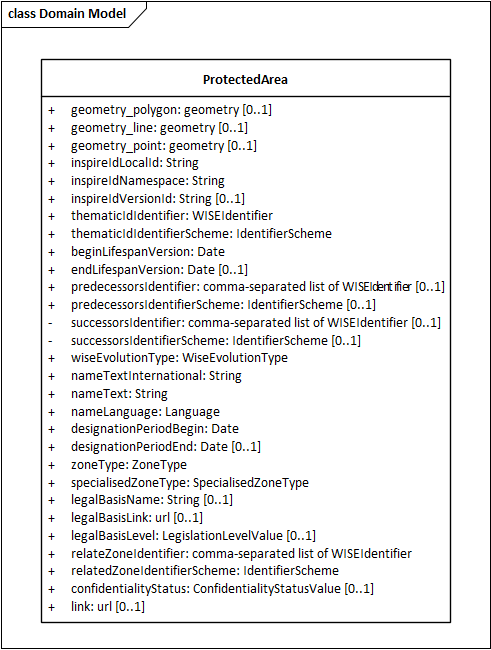 class Domain Model
ProtectedArea
+ geometry_polygon: geometry [0..1]
+ geometry_line: geometry [0..1]
+ geometry_point: geometry [0..1]
+ inspireIdLocalId: String
+ inspireIdNamespace: String
+ inspireIdVersionId: String [0..1]
+ thematicIdIdentifier: WISEIdentifier
+ thematicIdIdentifierScheme: IdentifierScheme
+ beginLifespanVersion: Date
+ endLifespanVersion: Date [0..1]
+ predecessorsIdentifier: comma-separated list of WISEIdentifier [0..1]
+ predecessorsIdentifierScheme: IdentifierScheme [0..1]
- successorsIdentifier: comma-separated list of WISEIdentifier [0..1]
- successorsIdentifierScheme: IdentifierScheme [0..1]
+ wiseEvolutionType: WiseEvolutionType
+ nameTextInternational: String
+ nameText: String
+ nameLanguage: Language
+ designationPeriodBegin: Date
+ designationPeriodEnd: Date [0..1]
+ zoneType: ZoneType
+ specialisedZoneType: SpecialisedZoneType
+ legalBasisName: String [0..1]
+ legalBasisLink: url [0..1]
+ legalBasisLevel: LegislationLevelValue [0..1]
+ relateZoneIdentifier: comma-separated list of WISEIdentifier
+ relatedZoneIdentifierScheme: IdentifierScheme
+ confidentialityStatus: ConfidentialityStatusValue [0..1]
+ link: url [0..1]